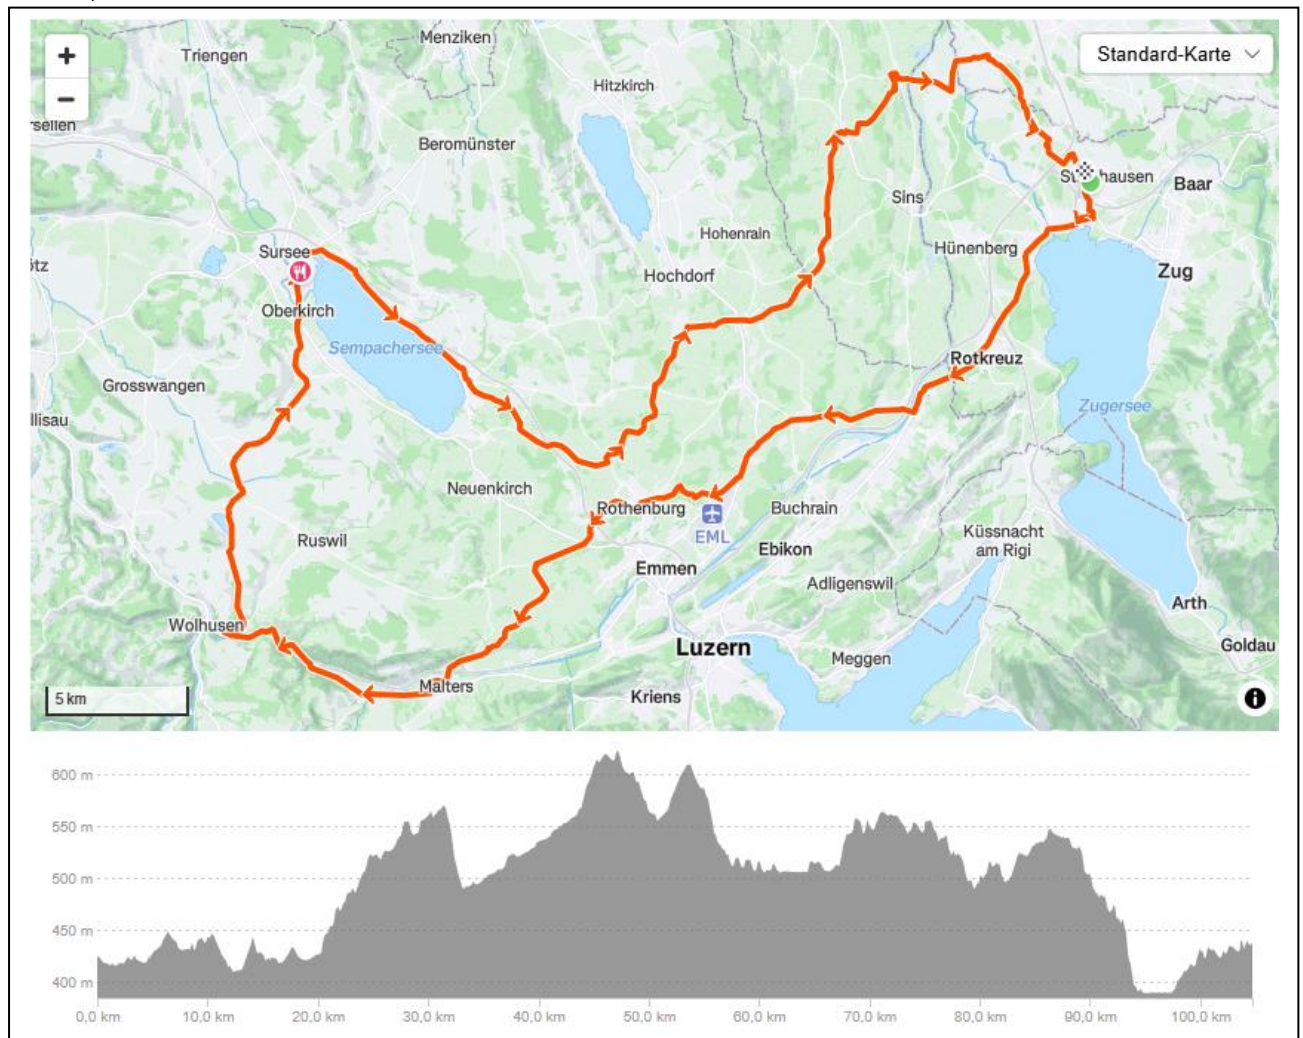 +
Menziken
Triengen
Standard-Karte
−
Hitzkirch
rsellen
Beromünster
Baar
Sins
Hohenrain
Sursee
Hünenberg
ötz
Hochdorf
Zug
Oberkirch
Sempachersee
Rotkreuz
Grosswangen
Zugersee
llisau
Neuenkirch
Rothenburg
Buchrain
EML
Küssnacht
am Rigi
Ruswil
Ebikon
Emmen
Adligenswil
Arth
Wolhusen
Luzern
Goldau
Meggen
Malters
5 km
Kriens
600 m
550 m
500 m
450 m
400 m
0,0 km 10,0 km 20,0 km 30,0 km 40,0 km 50,0 km 60,0 km 70,0 km 80,0 km 90,0 km 100,0 km